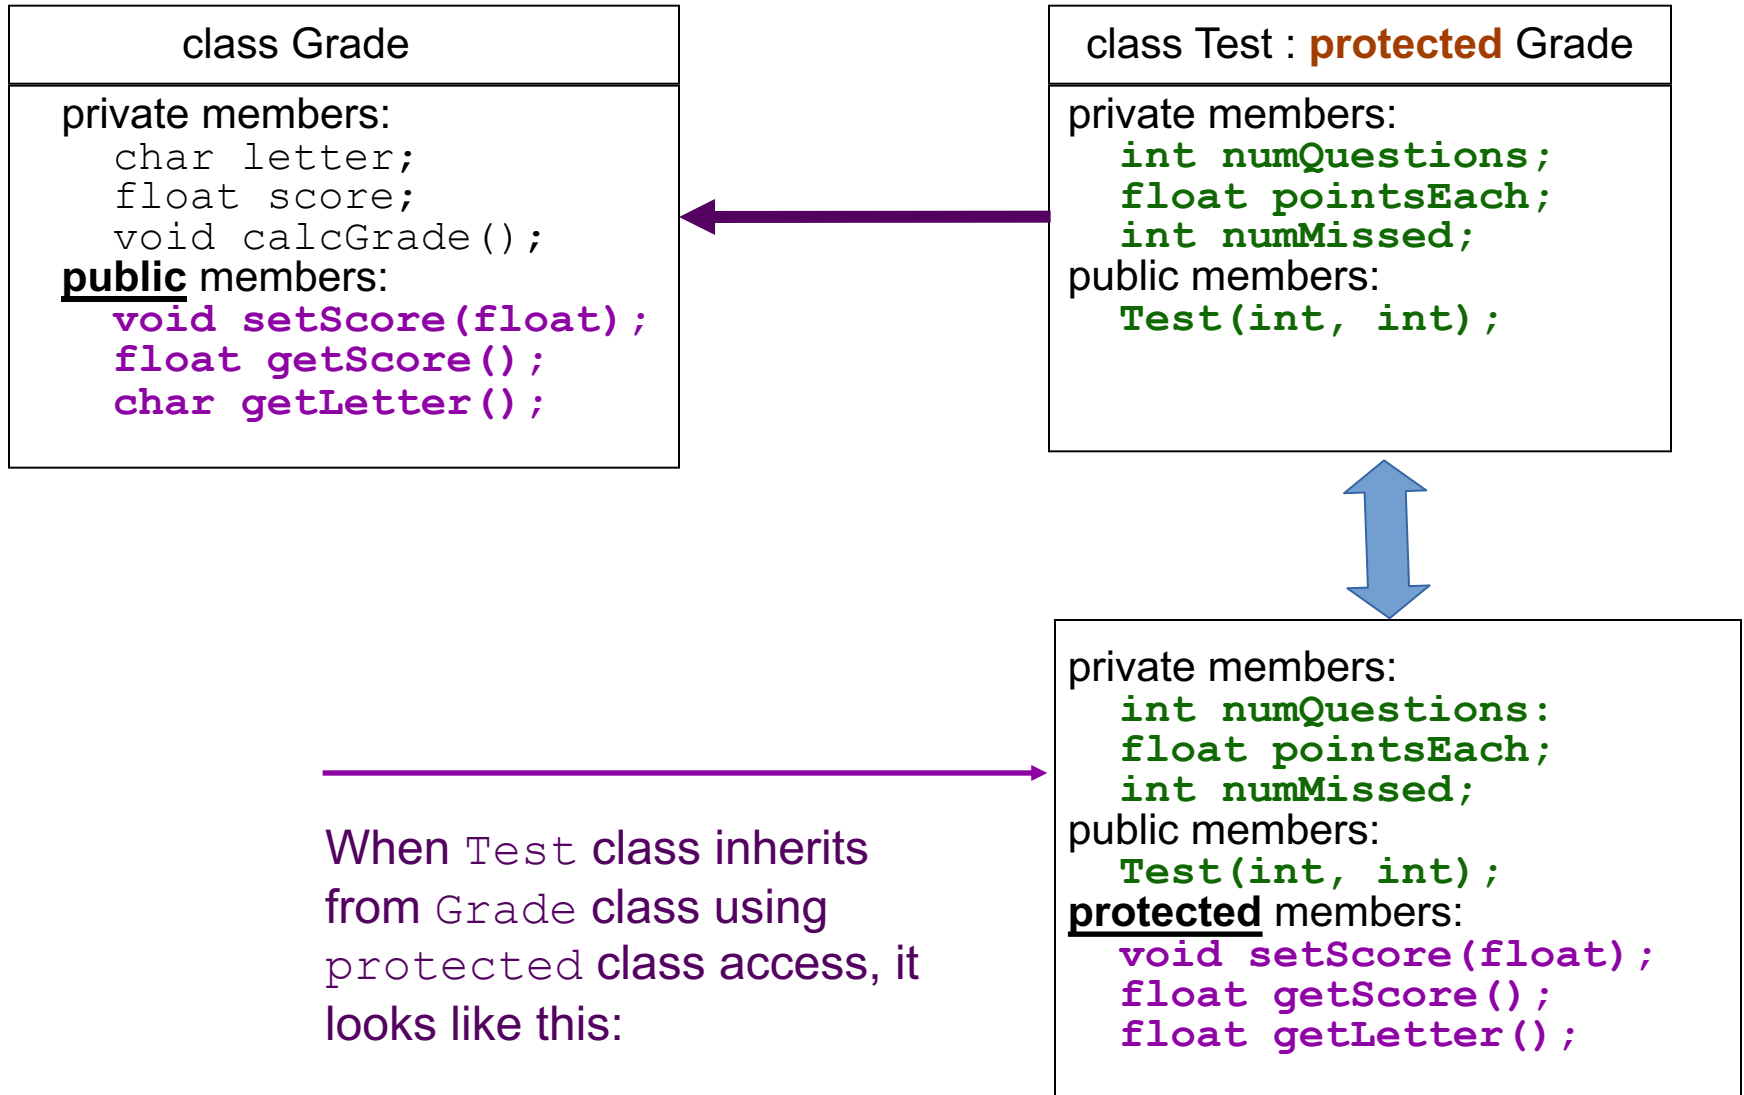 class Grade
private members:
char letter;
float score;
void calcGrade();
public members:
void setScore(float);
float getScore();
char getLetter();
class Test : protected Grade
private members:
int numQuestions;
float pointsEach;
int numMissed;
public members:
Test(int, int);
When Test class inherits
from Grade class using
protected class access, it
looks like this:
private members:
int numQuestions:
float pointsEach;
int numMissed;
public members:
Test(int, int);
protected members:
void setScore(float);
float getScore();
float getLetter();